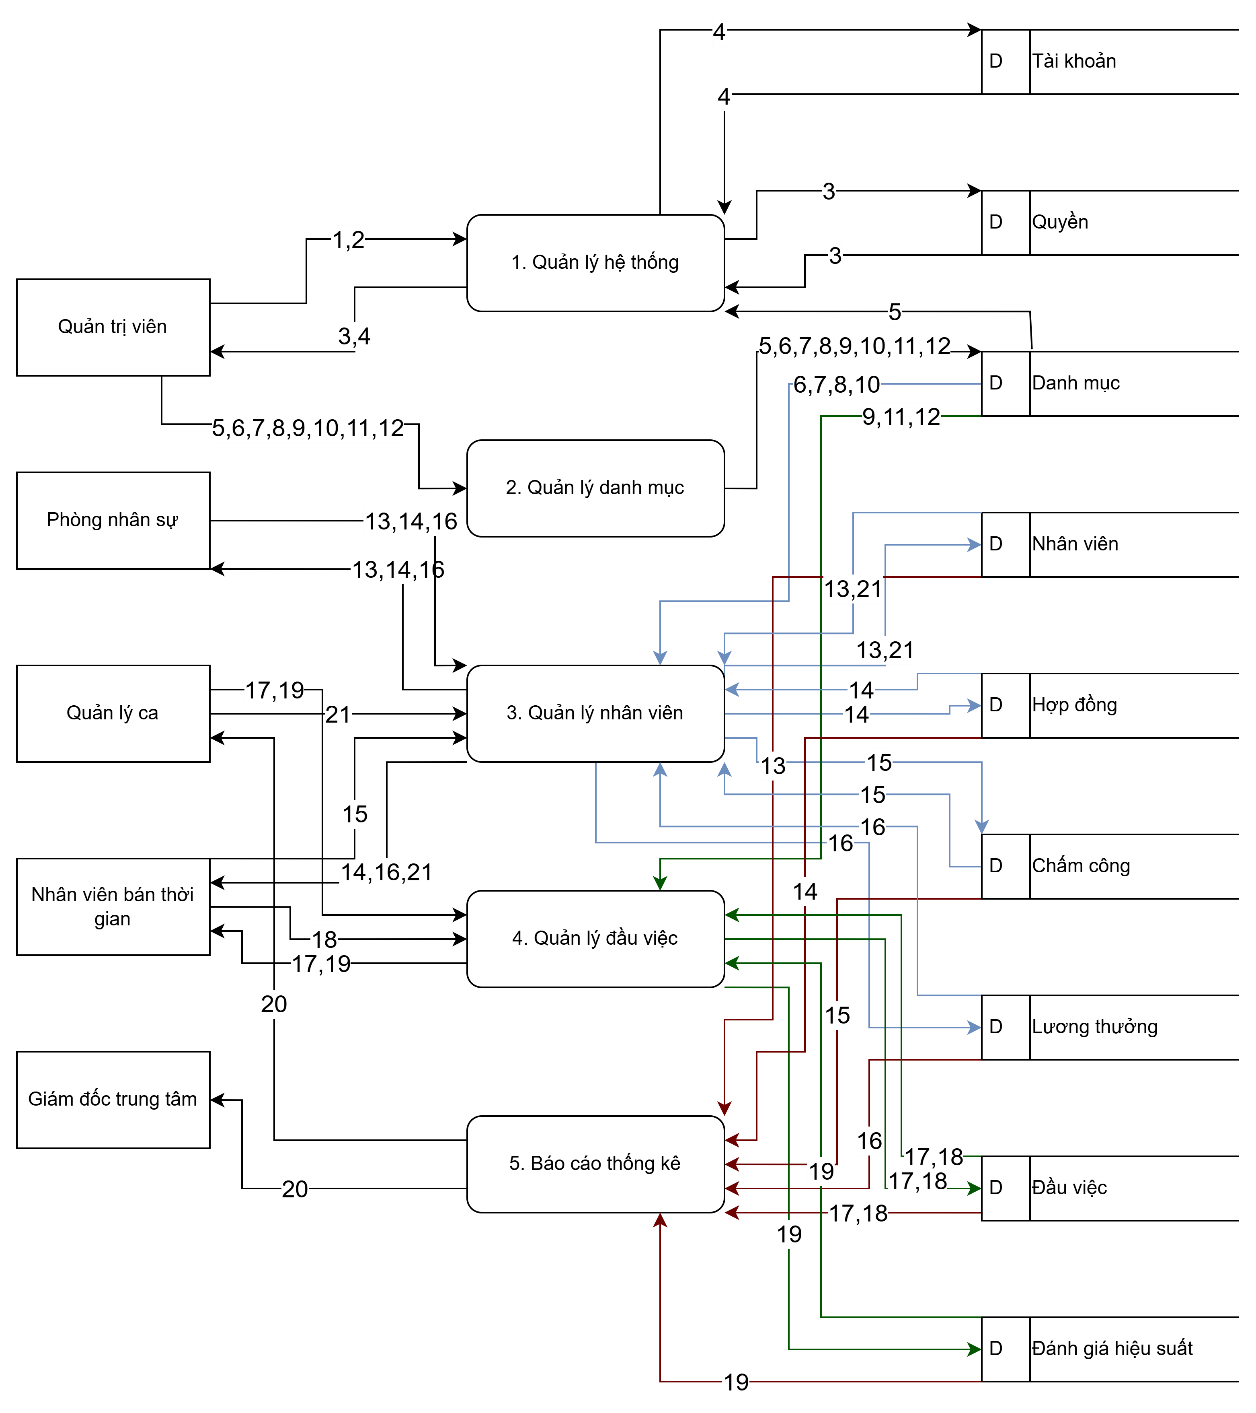 4
D Tài khoản
4
3
D Quyền
1,2
1. Quản lý hệ thống
3
5
Quản trị viên
3,4
5,6,7,8,9,10,11,12
6,7,8,10
D Danh mục
9,11,12
5,6,7,8,9,10,11,12
2. Quản lý danh mục
Phòng nhân sự
13,14,16
D Nhân viên
13,14,16
13,21
13,21
17,19
14
Quản lý ca
21
3. Quản lý nhân viên
14
D Hợp đồng
13
15
15
15
16
16
14,16,21
D Chấm công
Nhân viên bán thời
gian
14
18
4. Quản lý đầu việc
17,19
20
15
D Lương thưởng
Giám đốc trung tâm
16
17,18
5. Báo cáo thống kê
19
17,18
D Đầu việc
20
17,18
19
D Đánh giá hiệu suất
19